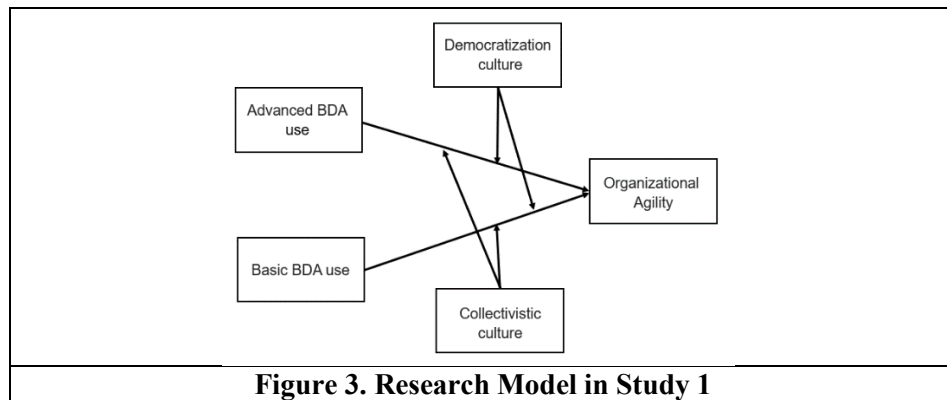 Democratization
culture
Advanced BDA
use
Organizational
Agility
Basic BDA use
Collectivistic
culture
Figure 3. Research Model in Study 1